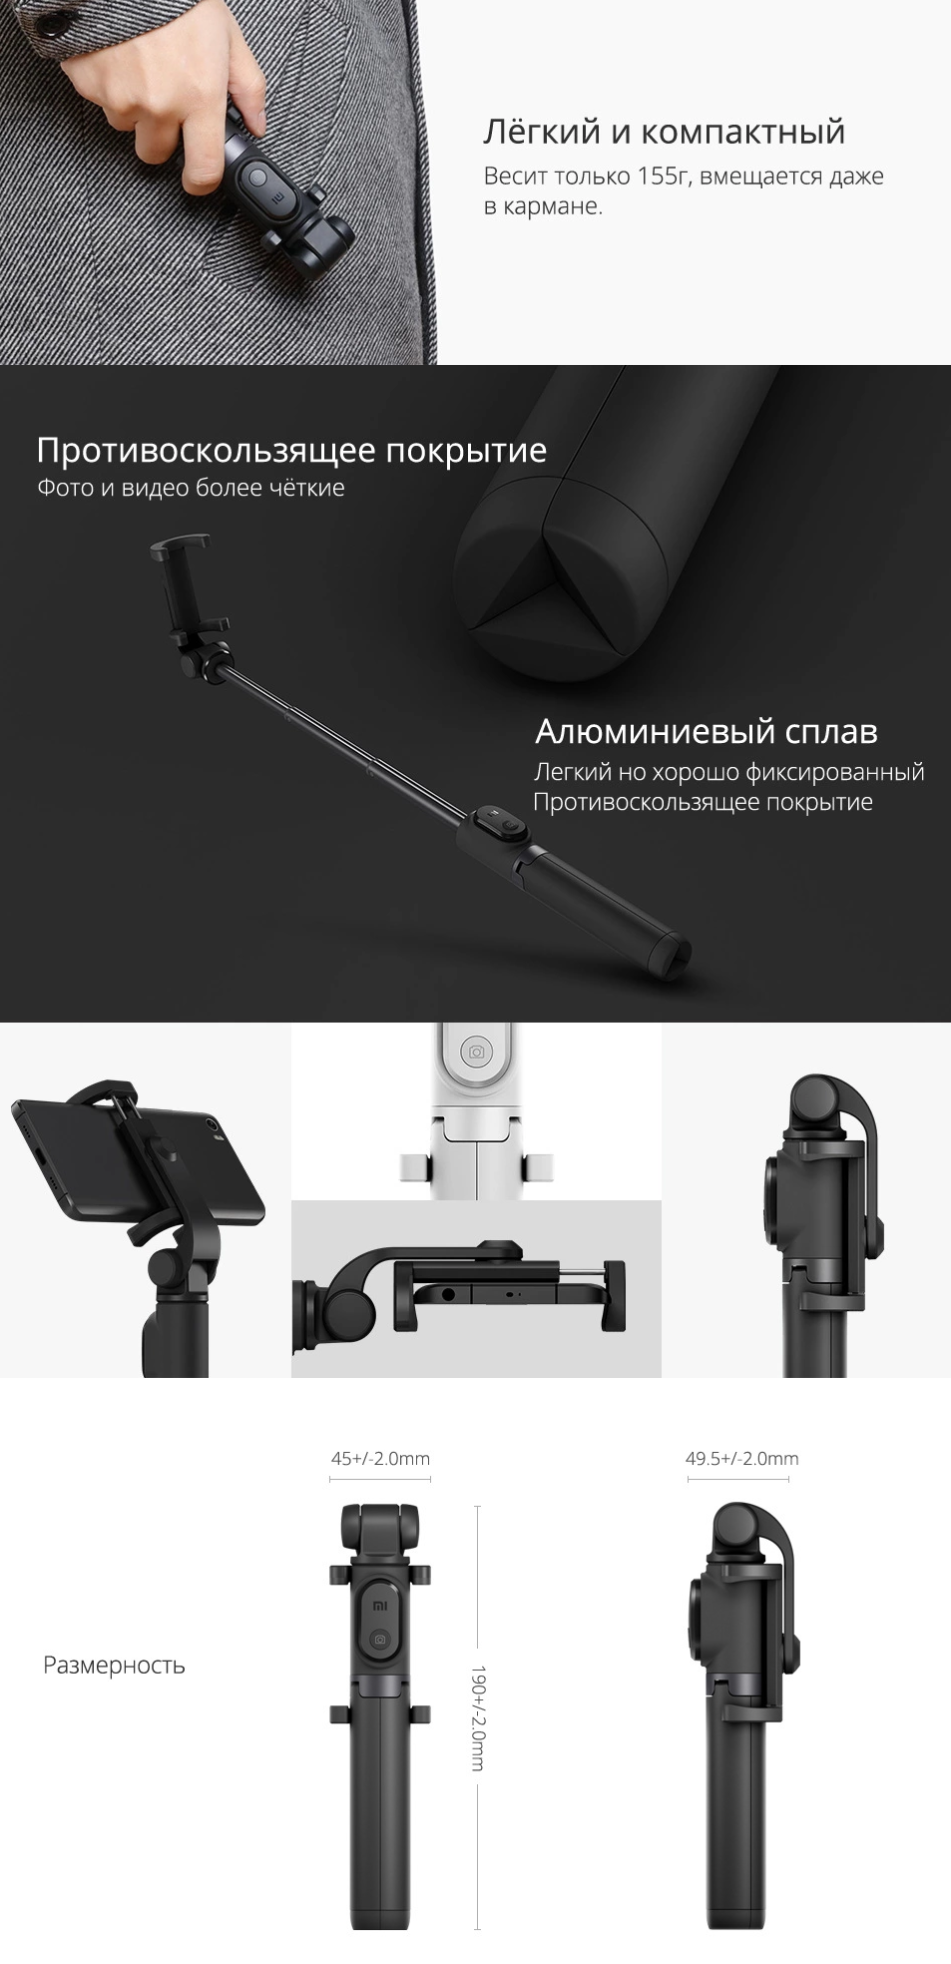 Лёгкий и компактный
Весит только 155г, вмещается даже
в кармане.
Противоскользящее покрытие
Фото и видео более чёткие
Алюминиевый сплав
Легкий но хорошо фиксированный
Противоскользящее покрытие
45+/-2.0mm
49.5+/-2.0mm
mi
190+/-2.0mm
Размерность